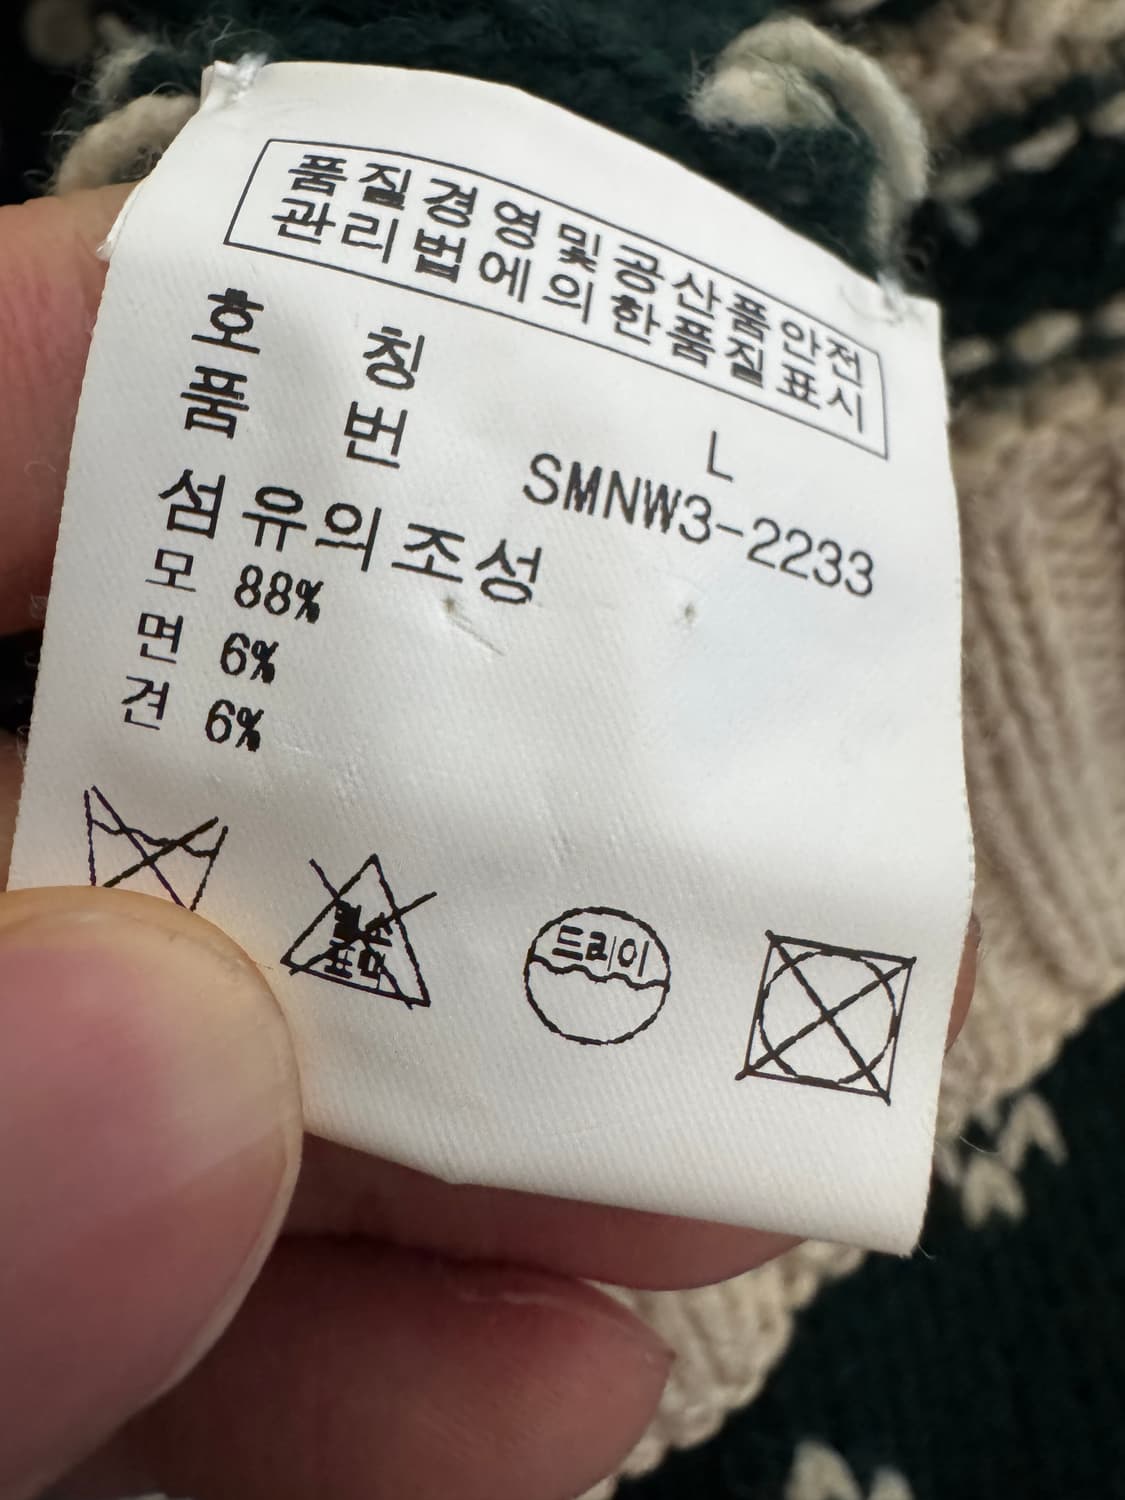 품질경영및공산품안전
관리법에의한품질표시
호 칭 L
품 번 SMNW3-2233
섬유의조성
모 88%
면 6%
견 6%
드라이